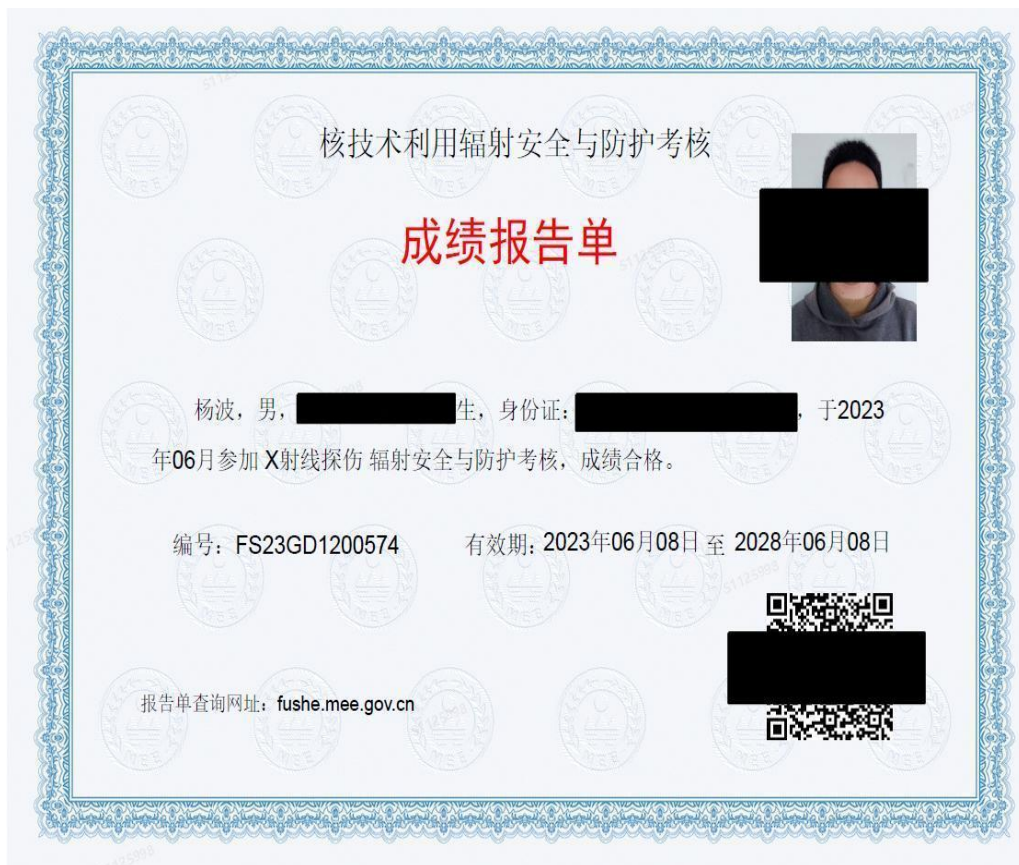 核技术利用辐射安全与防护考核
成绩报告单
杨波，男，生，身份证：，于2023
年06月参加 X射线探伤 辐射安全与防护考核，成绩合格。
编号：FS23GD1200574 有效期：2023年06月08日 至 2028年06月08日
报告单查询网址：fushe.mee.gov.cn